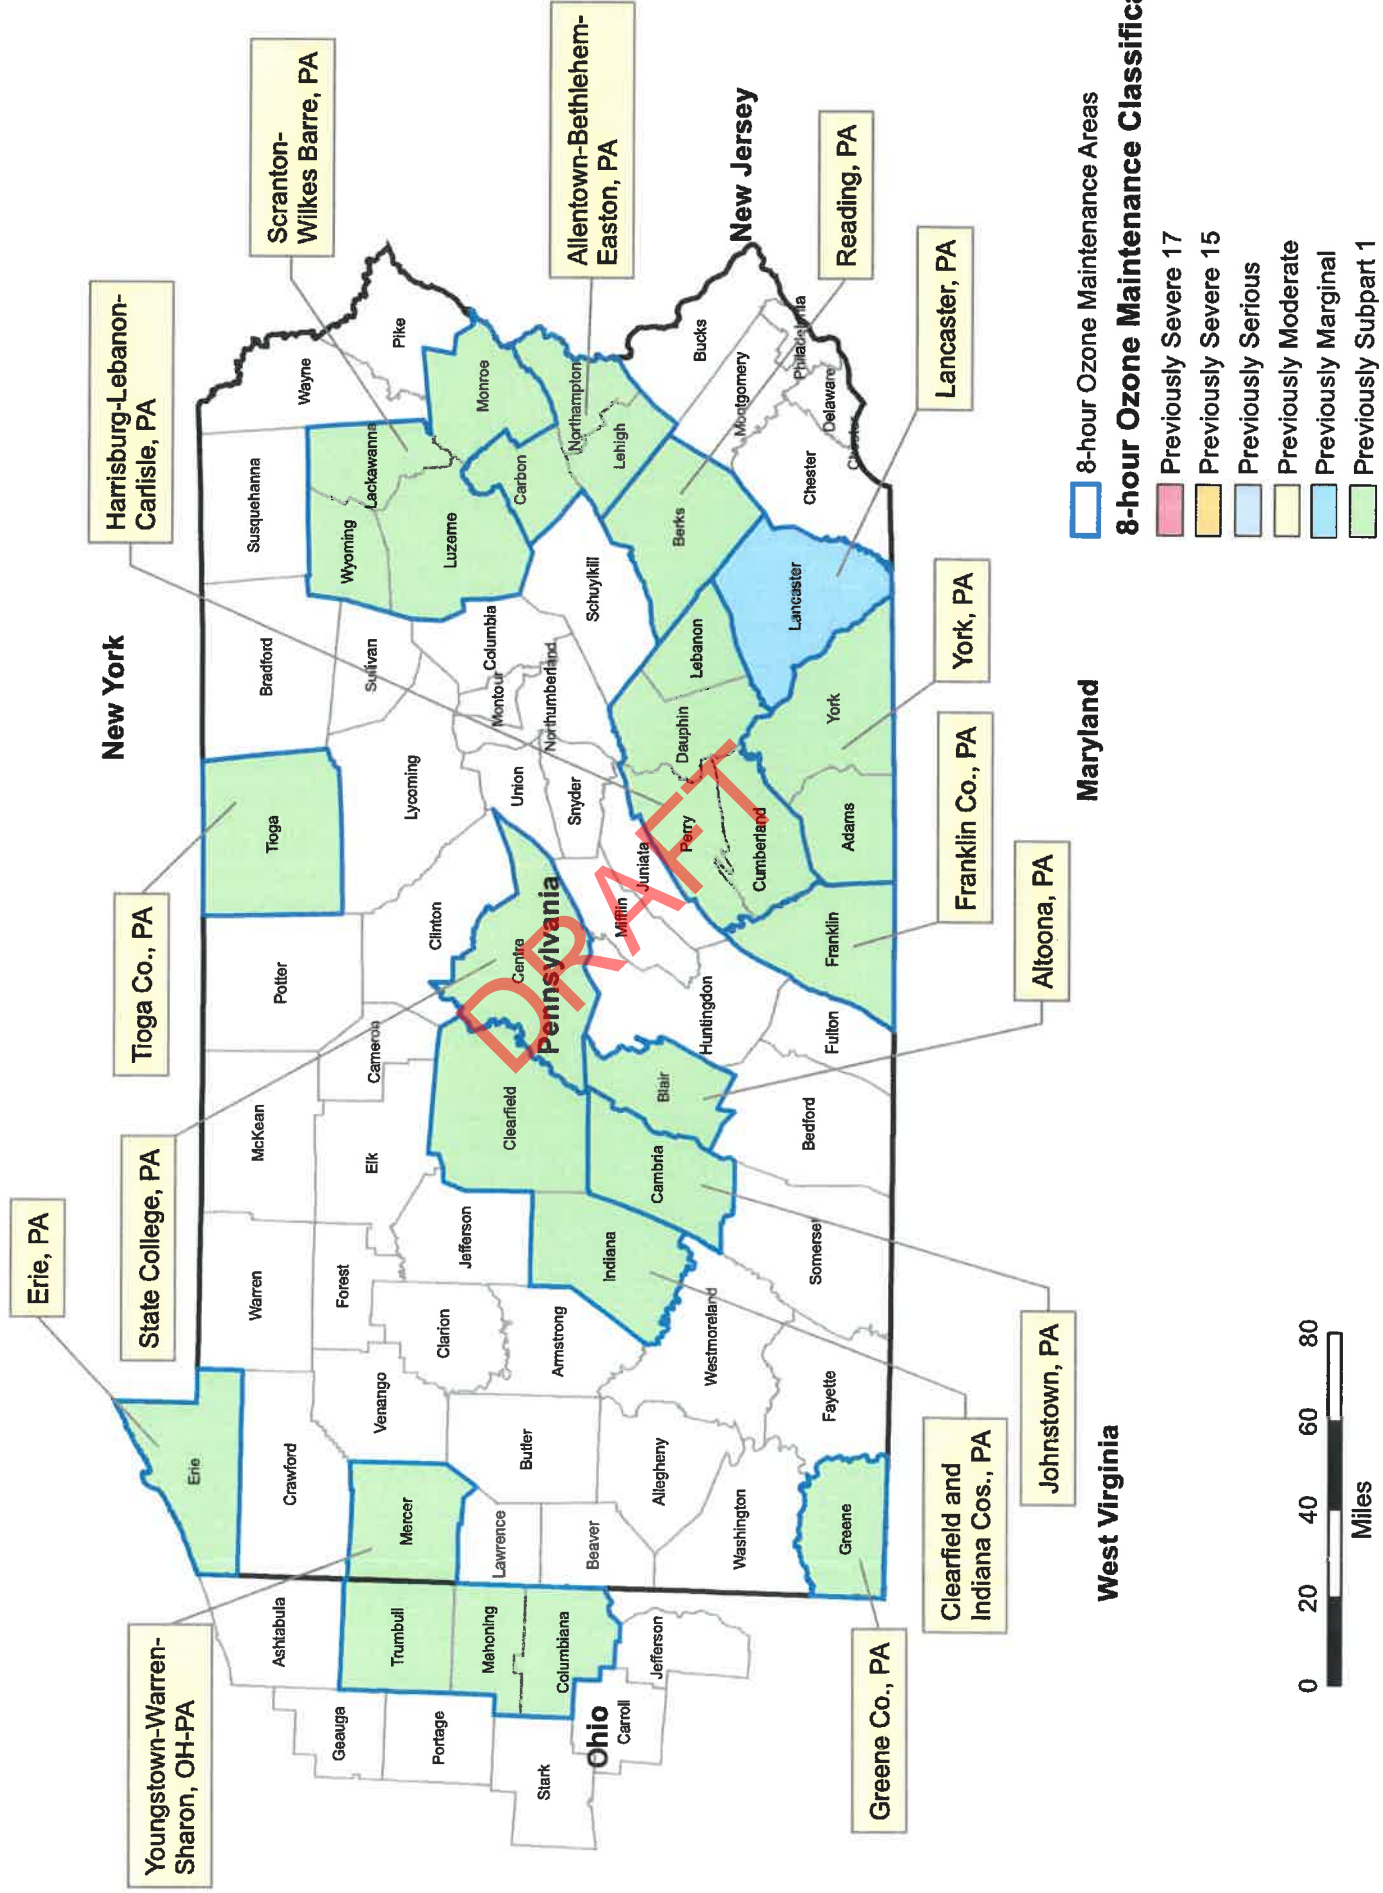 New York
New Jersey
Maryland
West Virginia
Ohio
Pennsylvania
DRAFT
Erie, PA
State College, PA
Tioga Co., PA
Harrisburg-Lebanon-
Carlisle, PA
Scranton-
Wilkes Barre, PA
Allentown-Bethlehem-
Easton, PA
Reading, PA
Lancaster, PA
York, PA
Franklin Co., PA
Altoona, PA
Johnstown, PA
Clearfield and
Indiana Cos., PA
Greene Co., PA
Youngstown-Warren-
Sharon, OH-PA
Erie
Crawford
Warren
McKean
Potter
Tioga
Bradford
Susquehanna
Wayne
Pike
Mercer
Venango
Forest
Elk
Cameron
Clinton
Lycoming
Sullivan
Wyoming
Lackawanna
Luzerne
Monroe
Carbon
Northampton
Lehigh
Bucks
Montgomery
Philadelphia
Delaware
Chester
Chester
Berks
Schuylkill
Columbia
Montour
Northumberland
Union
Snyder
Centre
Clearfield
Jefferson
Clarion
Armstrong
Butler
Lawrence
Beaver
Allegheny
Washington
Greene
Fayette
Westmoreland
Indiana
Cambria
Blair
Somerset
Bedford
Huntingdon
Fulton
Franklin
Mifflin
Juniata
Perry
Cumberland
Dauphin
Lebanon
Lancaster
York
Adams
Ashtabula
Trumbull
Mahoning
Columbiana
Jefferson
Geauga
Portage
Stark
Carroll
8-hour Ozone Maintenance Areas
8-hour Ozone Maintenance Classifica
Previously Severe 17
Previously Severe 15
Previously Serious
Previously Moderate
Previously Marginal
Previously Subpart 1
0 20 40 60 80
Miles